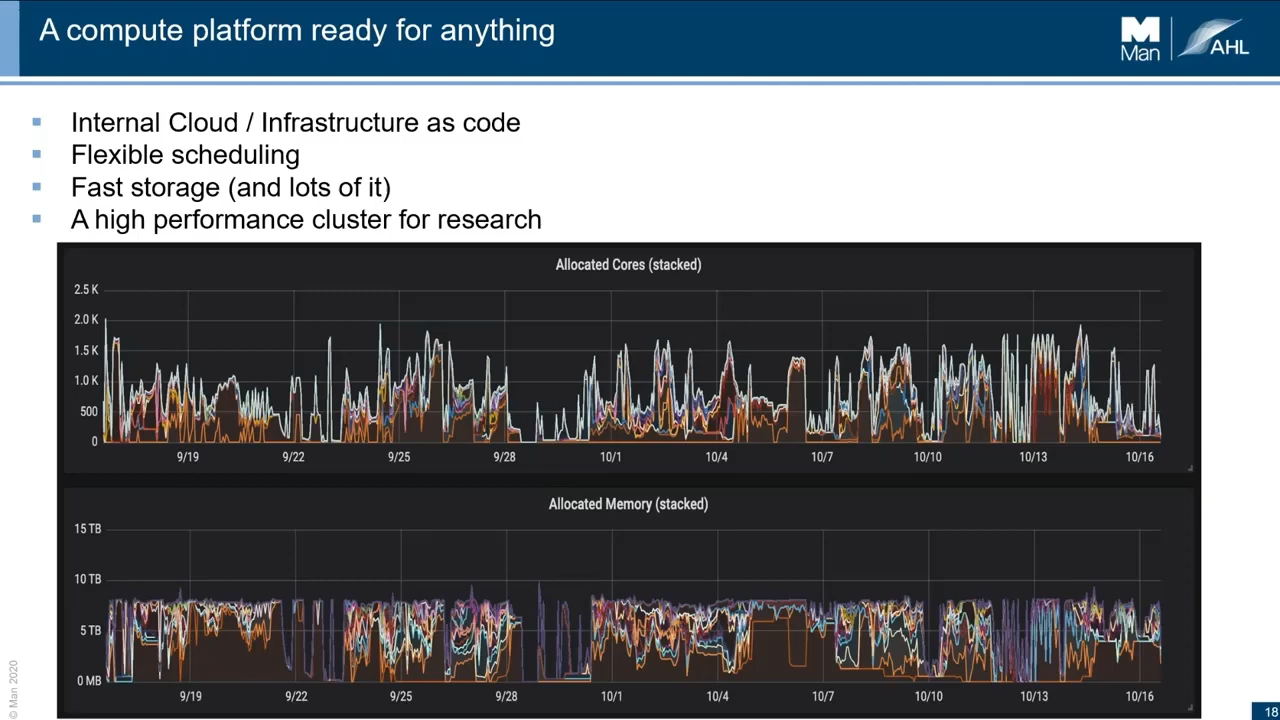 A compute platform ready for anything
Man AHL
Internal Cloud / Infrastructure as code
Flexible scheduling
Fast storage (and lots of it)
A high performance cluster for research
Allocated Cores (stacked)
2.5 K
2.0 K
1.5 K
1.0 K
500
0
9/19 9/22 9/25 9/28 10/1 10/4 10/7 10/10 10/13 10/16
Allocated Memory (stacked)
15 TB
10 TB
5 TB
0 MB
9/19 9/22 9/25 9/28 10/1 10/4 10/7 10/10 10/13 10/16
© Man 2020
18